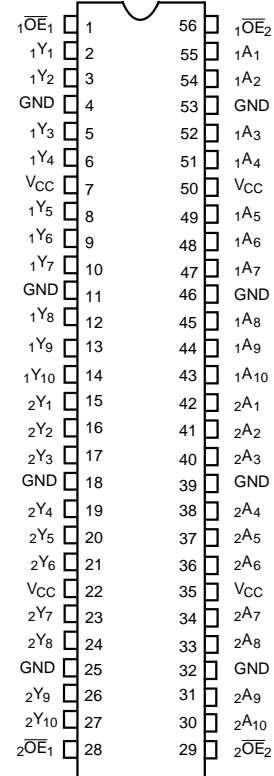 1OE1 1 56 1OE2
1Y1 2 55 1A1
1Y2 3 54 1A2
GND 4 53 GND
1Y3 5 52 1A3
1Y4 6 51 1A4
VCC 7 50 VCC
1Y5 8 49 1A5
1Y6 9 48 1A6
1Y7 10 47 1A7
GND 11 46 GND
1Y8 12 45 1A8
1Y9 13 44 1A9
1Y10 14 43 1A10
2Y1 15 42 2A1
2Y2 16 41 2A2
2Y3 17 40 2A3
GND 18 39 GND
2Y4 19 38 2A4
2Y5 20 37 2A5
2Y6 21 36 2A6
VCC 22 35 VCC
2Y7 23 34 2A7
2Y8 24 33 2A8
GND 25 32 GND
2Y9 26 31 2A9
2Y10 27 30 2A10
2OE1 28 29 2OE2